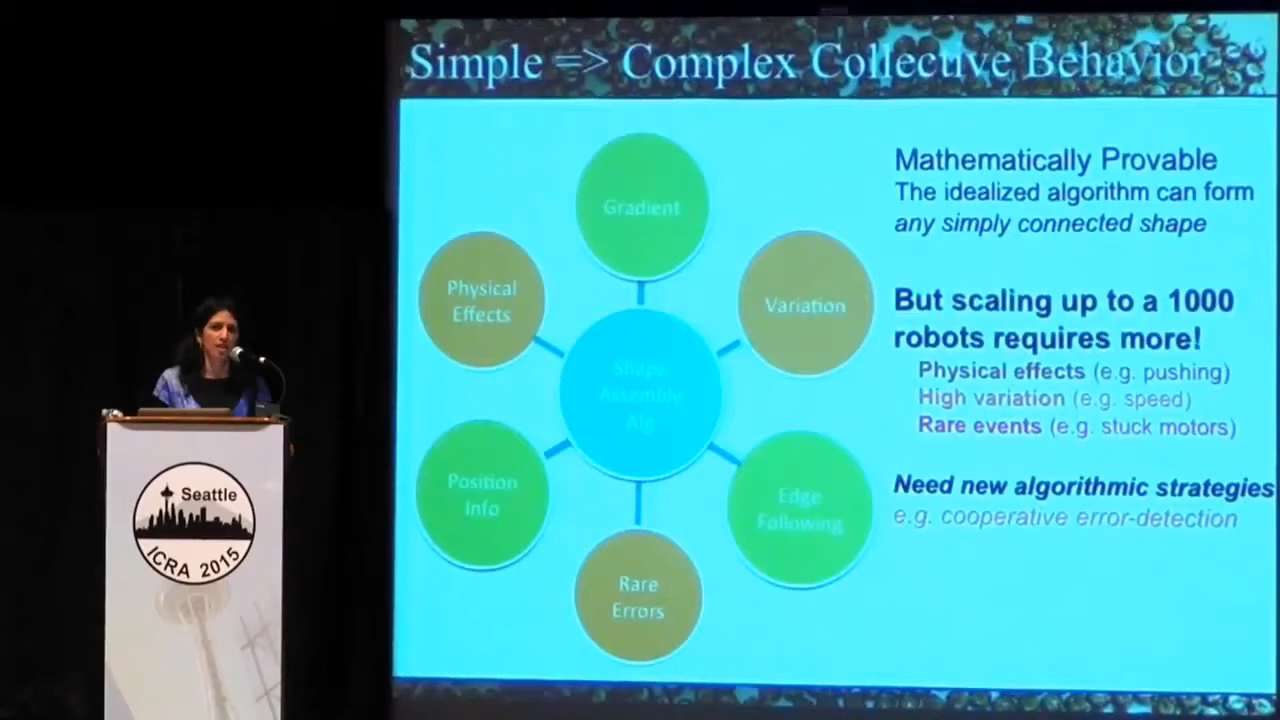 Simple => Complex Collective Behavior
Gradient
Physical
Effects
Variation
Shape
Assembly
Alg
Position
Info
Edge
Following
Rare
Errors
Mathematically Provable
The idealized algorithm can form
any simply connected shape
But scaling up to a 1000
robots requires more!
Physical effects (e.g. pushing)
High variation (e.g. speed)
Rare events (e.g. stuck motors)
Need new algorithmic strategies
e.g. cooperative error-detection
Seattle
ICRA 2015